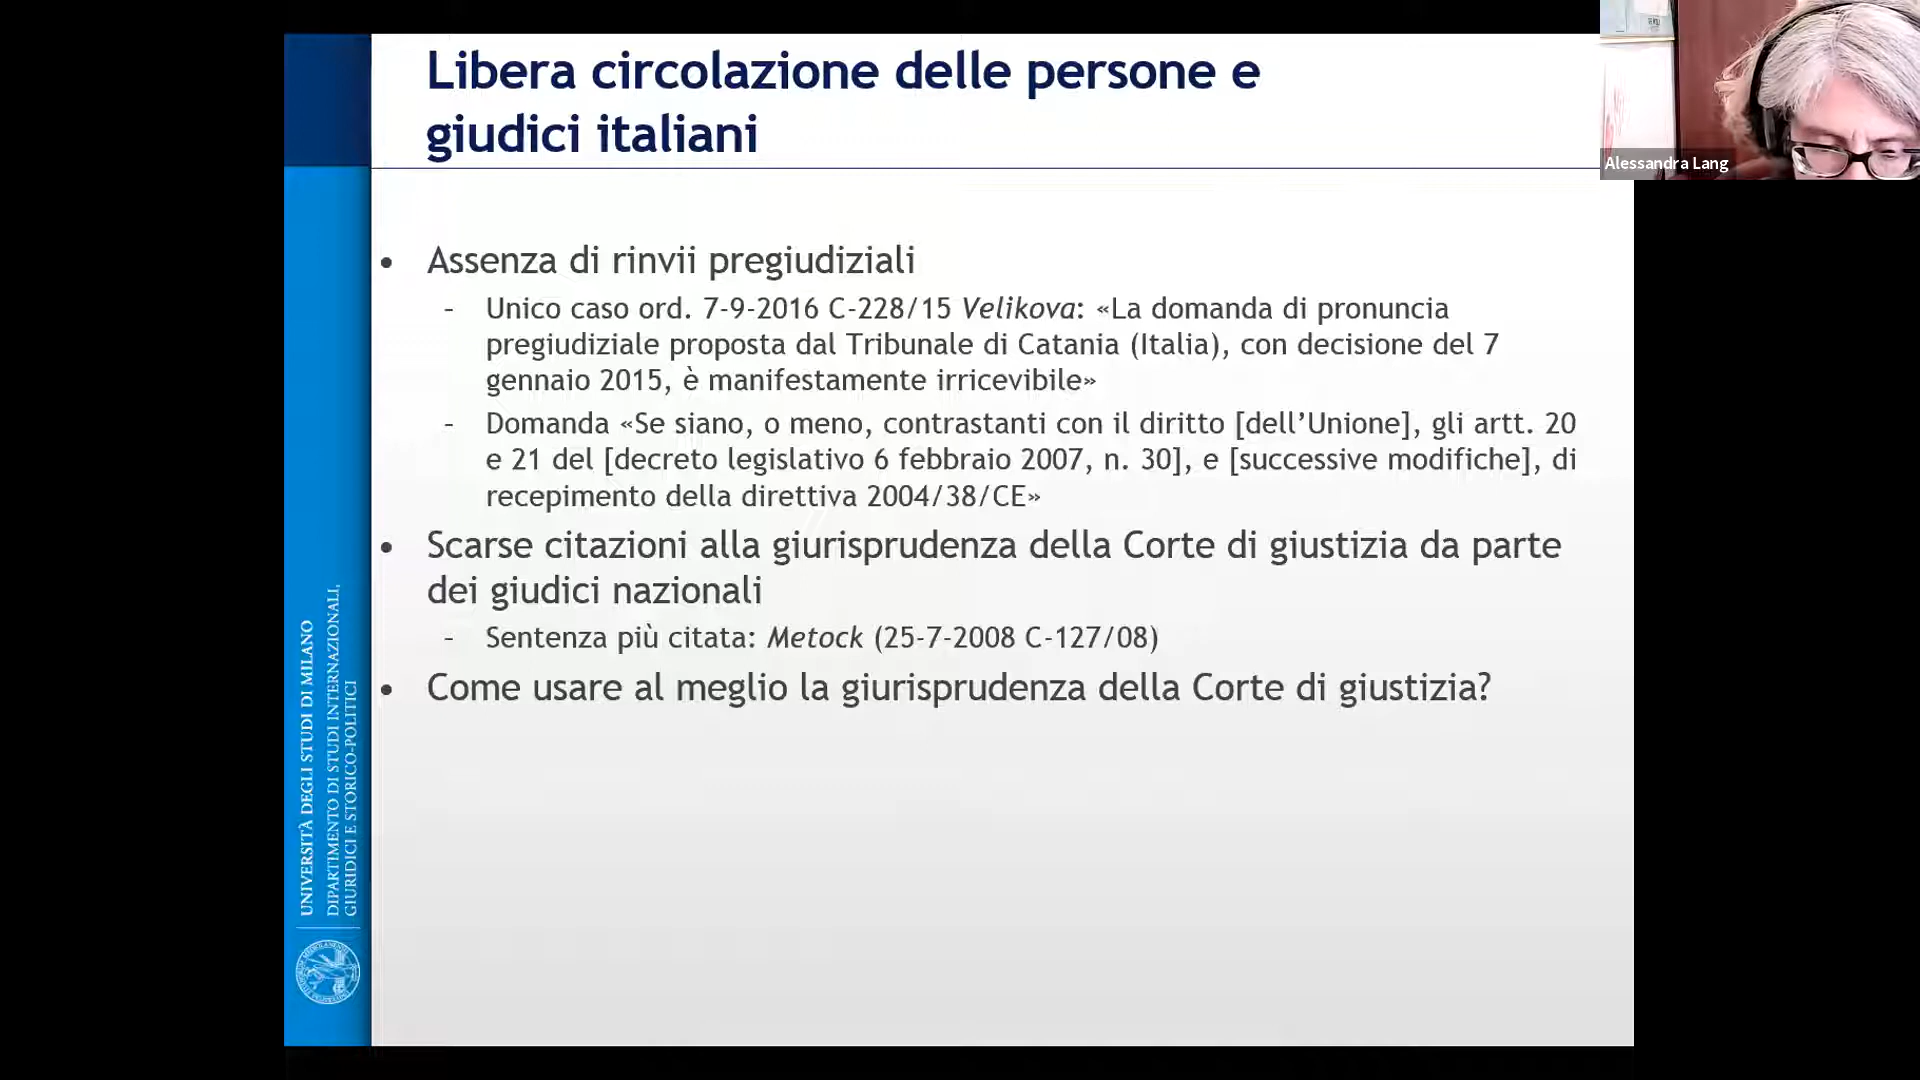 Libera circolazione delle persone e
giudici italiani
Alessandra Lang
• Assenza di rinvii pregiudiziali
- Unico caso ord. 7-9-2016 C-228/15 Velikova: «La domanda di pronuncia
pregiudiziale proposta dal Tribunale di Catania (Italia), con decisione del 7
gennaio 2015, è manifestamente irricevibile»
- Domanda «Se siano, o meno, contrastanti con il diritto [dell’Unione], gli artt. 20
e 21 del [decreto legislativo 6 febbraio 2007, n. 30], e [successive modifiche], di
recepimento della direttiva 2004/38/CE»
• Scarse citazioni alla giurisprudenza della Corte di giustizia da parte
dei giudici nazionali
- Sentenza più citata: Metock (25-7-2008 C-127/08)
• Come usare al meglio la giurisprudenza della Corte di giustizia?
UNIVERSITÀ DEGLI STUDI DI MILANO
DIPARTIMENTO DI STUDI INTERNAZIONALI,
GIURIDICI E STORICO-POLITICI